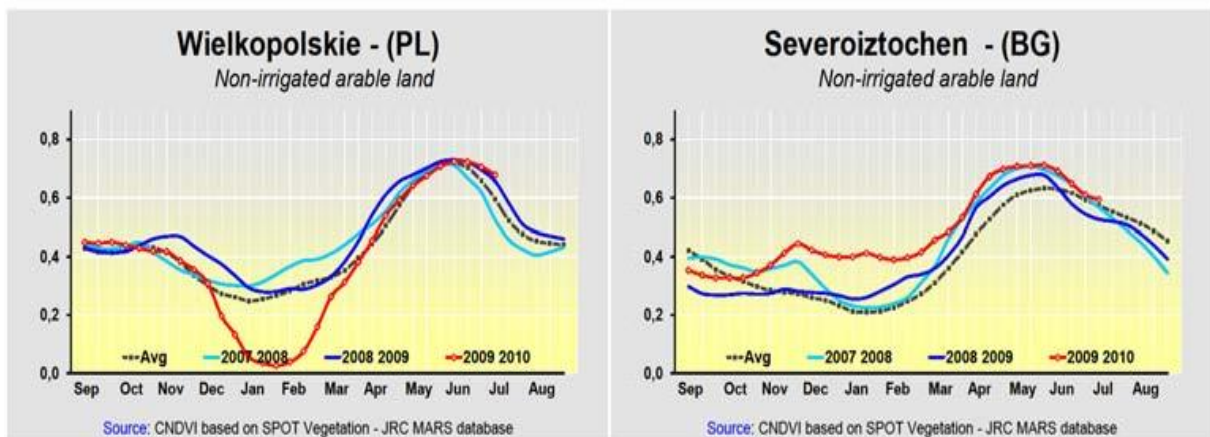 Wielkopolskie - (PL)
Non-irrigated arable land
0,8
0,6
0,4
0,2
0,0
Avg 2007 2008 2008 2009 2009 2010
Sep Oct Nov Dec Jan Feb Mar Apr May Jun Jul Aug
Source: CNDVI based on SPOT Vegetation - JRC MARS database
Severoiztochen - (BG)
Non-irrigated arable land
0,8
0,6
0,4
0,2
0,0
Avg 2007 2008 2008 2009 2009 2010
Sep Oct Nov Dec Jan Feb Mar Apr May Jun Jul Aug
Source: CNDVI based on SPOT Vegetation - JRC MARS database